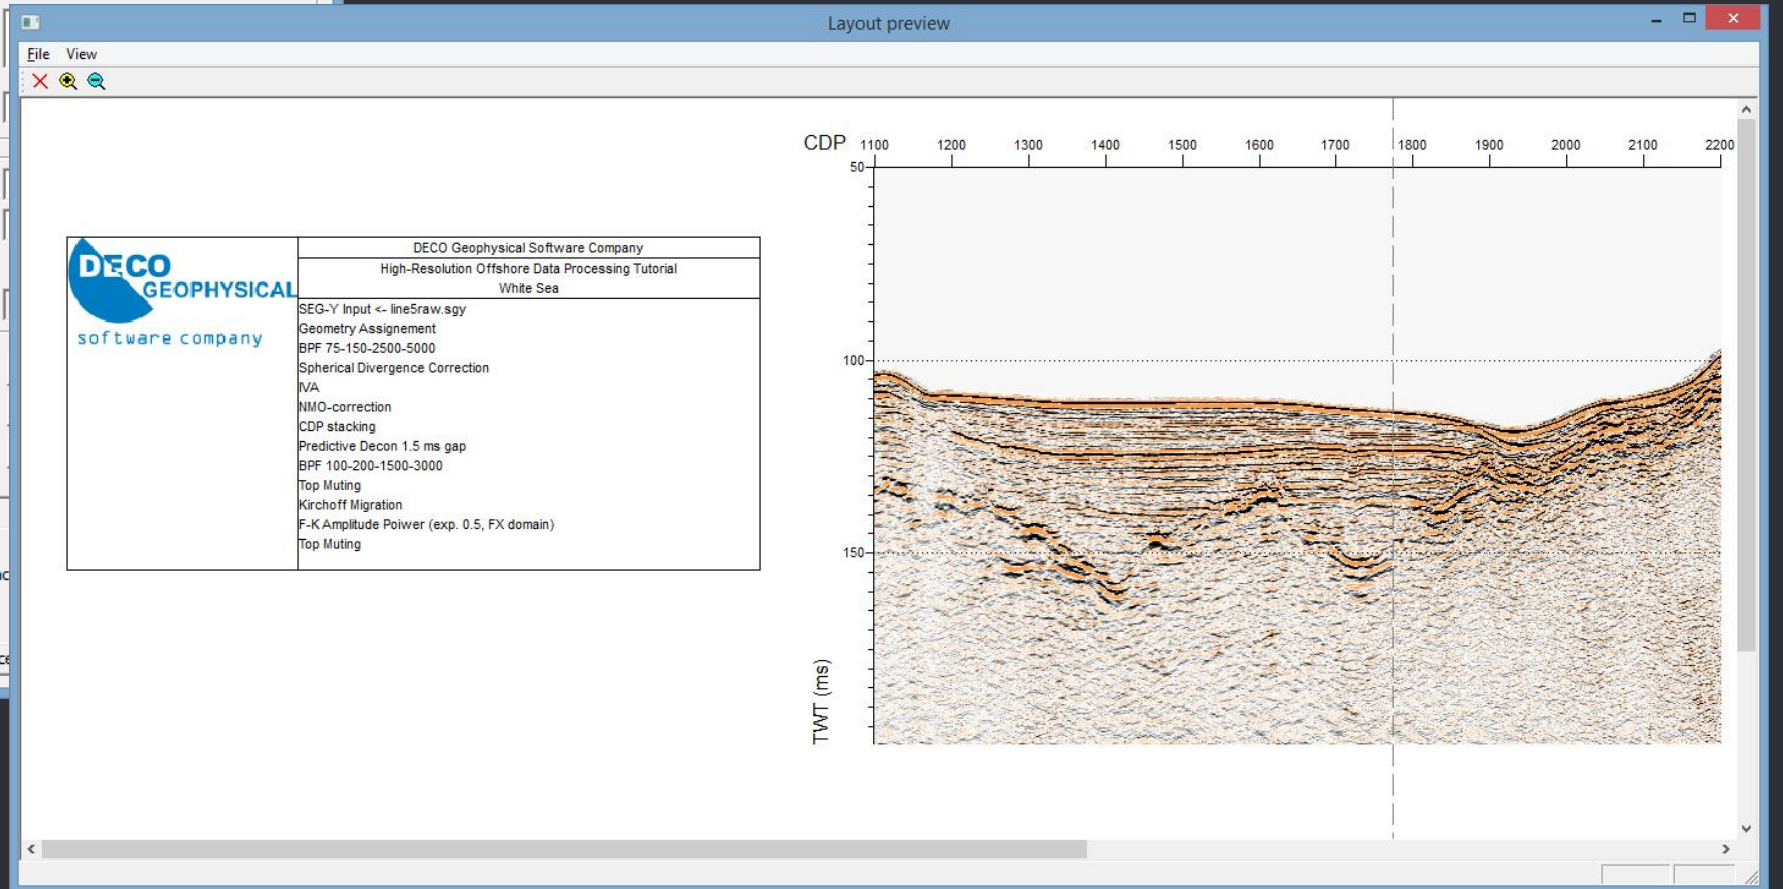 Layout preview
File View
DECO
GEOPHYSICAL
software company
DECO Geophysical Software Company
High-Resolution Offshore Data Processing Tutorial
White Sea
SEG-Y Input <- line5raw.sgy
Geometry Assignement
BPF 75-150-2500-5000
Spherical Divergence Correction
IVA
NMO-correction
CDP stacking
Predictive Decon 1.5 ms gap
BPF 100-200-1500-3000
Top Muting
Kirchoff Migration
F-K Amplitude Poiwer (exp. 0.5, FX domain)
Top Muting
CDP 1100 1200 1300 1400 1500 1600 1700 1800 1900 2000 2100 2200
50
100
150
TWT (ms)